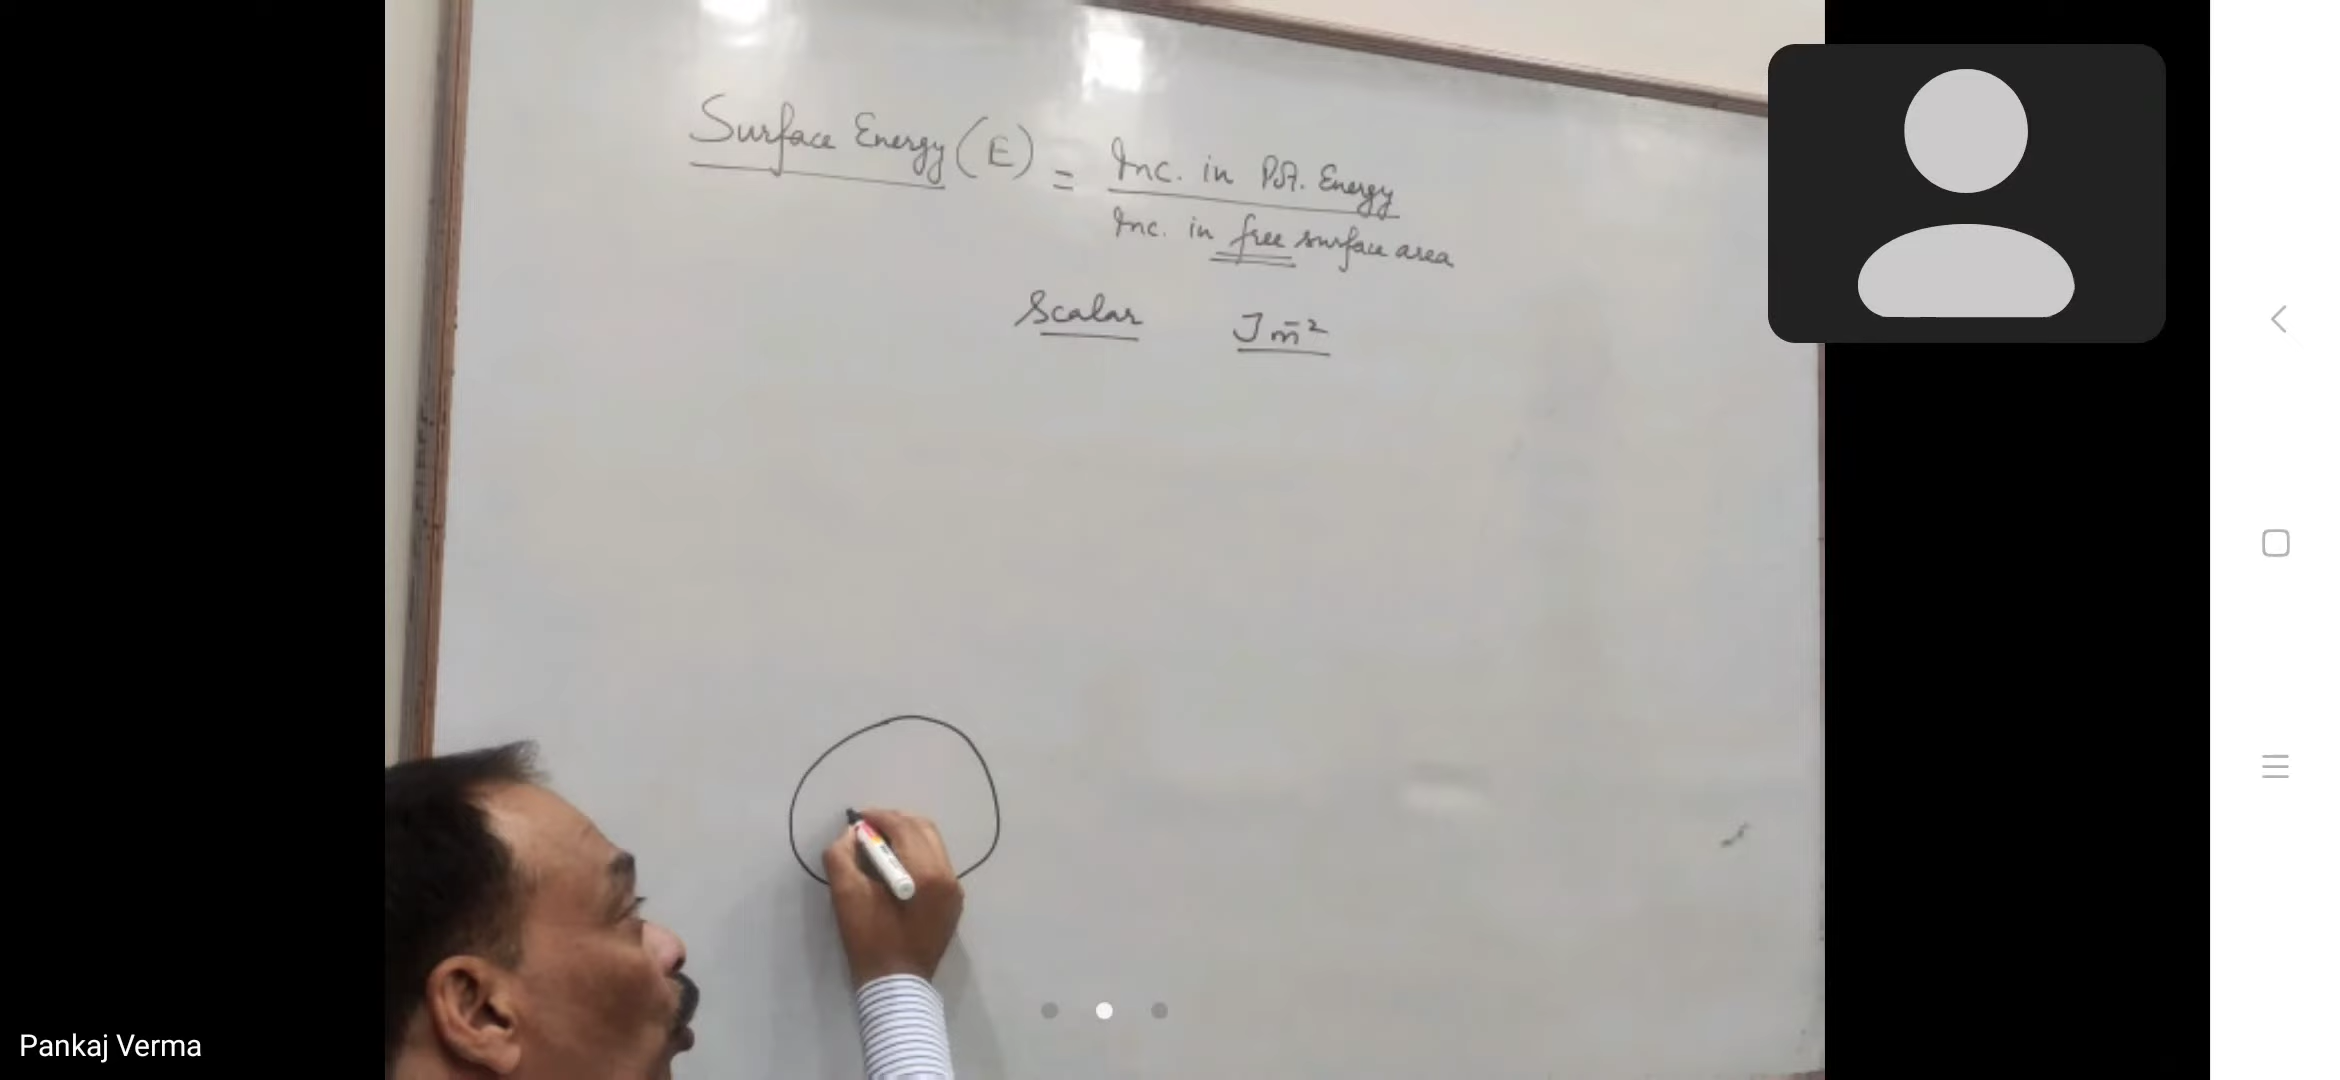 Surface Energy (E) = Inc. in Pot. Energy
Inc. in free surface area
Scalar J m⁻²
Pankaj Verma